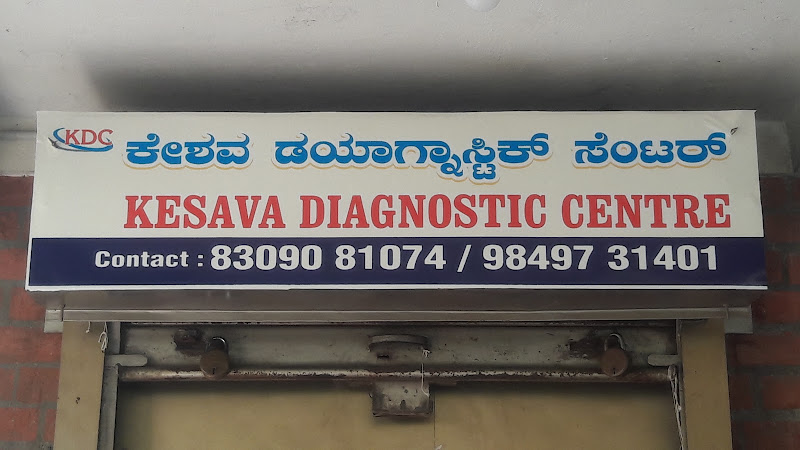 KDC ಕೇಶವ ಡಯಾಗ್ನಾಸ್ಟಿಕ್ ಸೆಂಟರ್
KESAVA DIAGNOSTIC CENTRE
Contact : 83090 81074 / 98497 31401